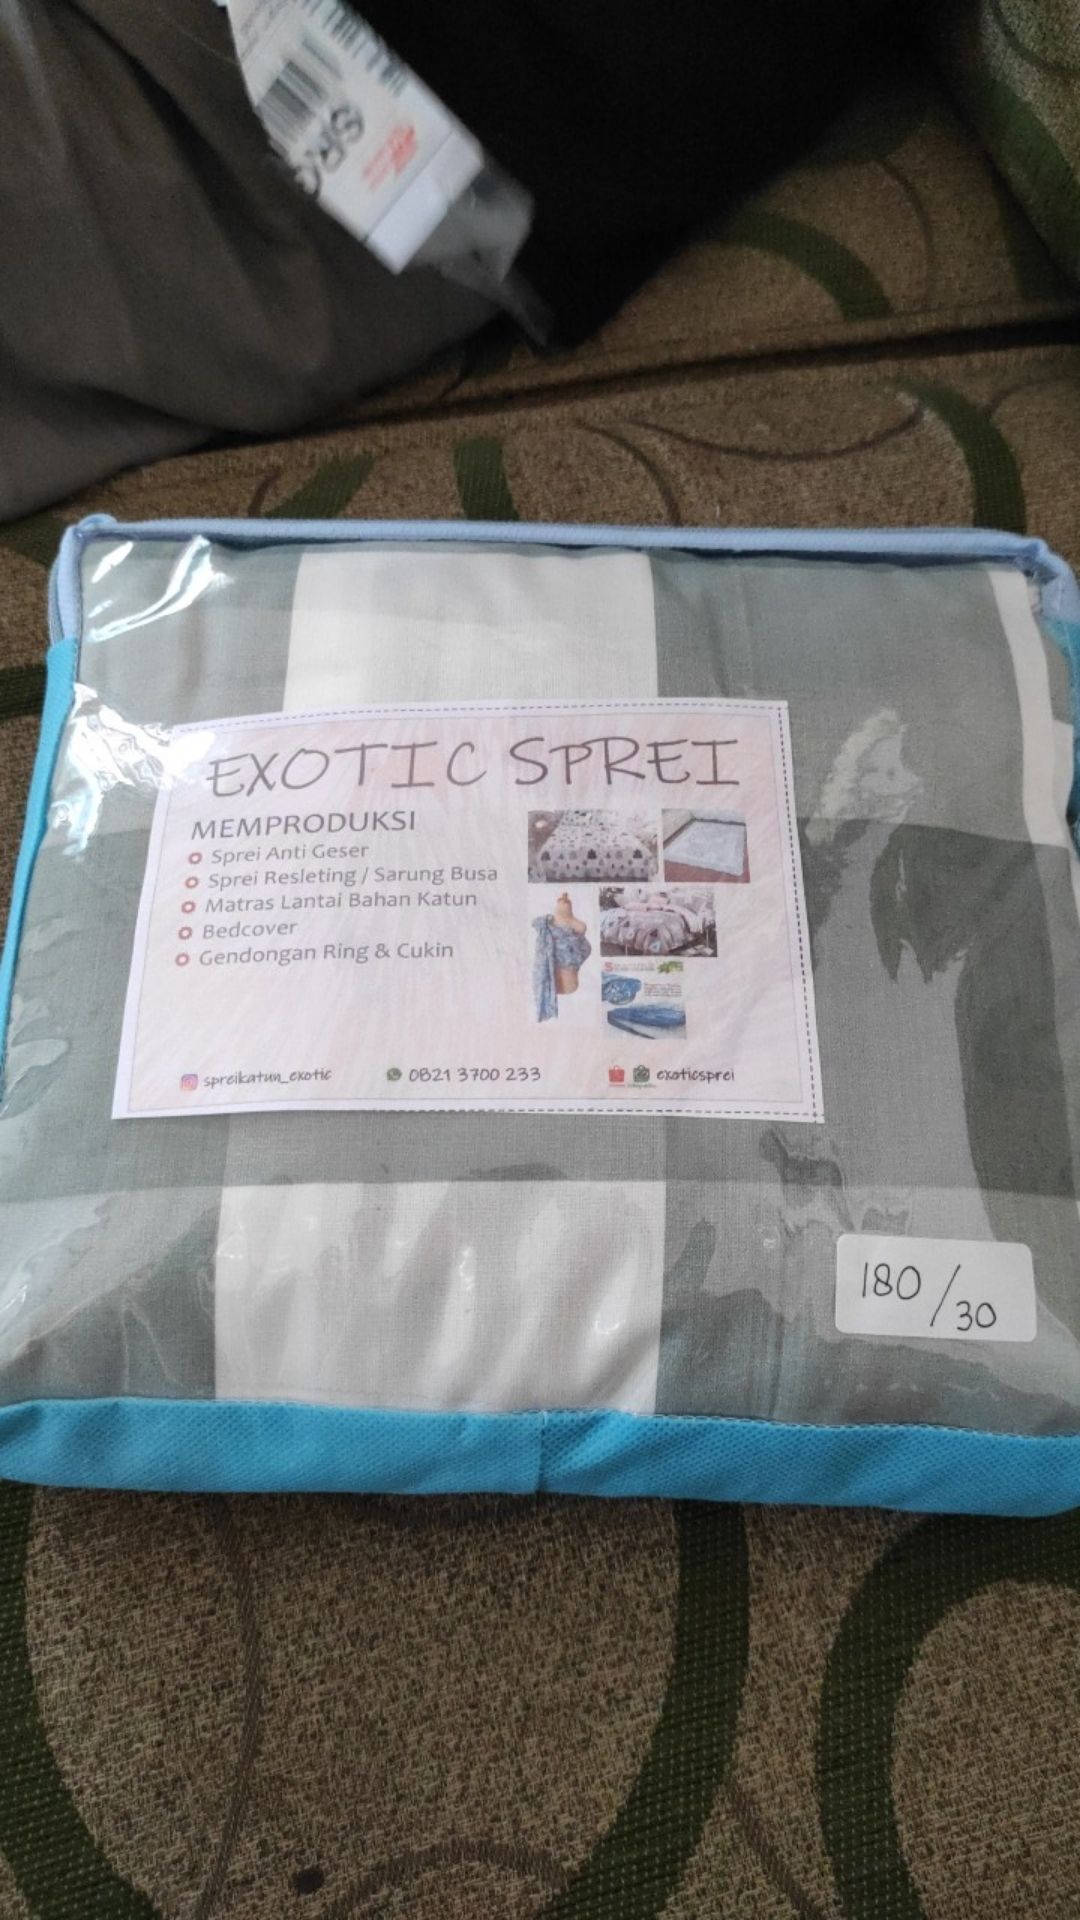 SRG
EXOTIC SPREI
MEMPRODUKSI
Sprei Anti Geser
Sprei Resleting / Sarung Busa
Matras Lantai Bahan Katun
Bedcover
Gendongan Ring & Cukin
spreikatun_exotic
0821 3700 233
exoticsprei
180/30